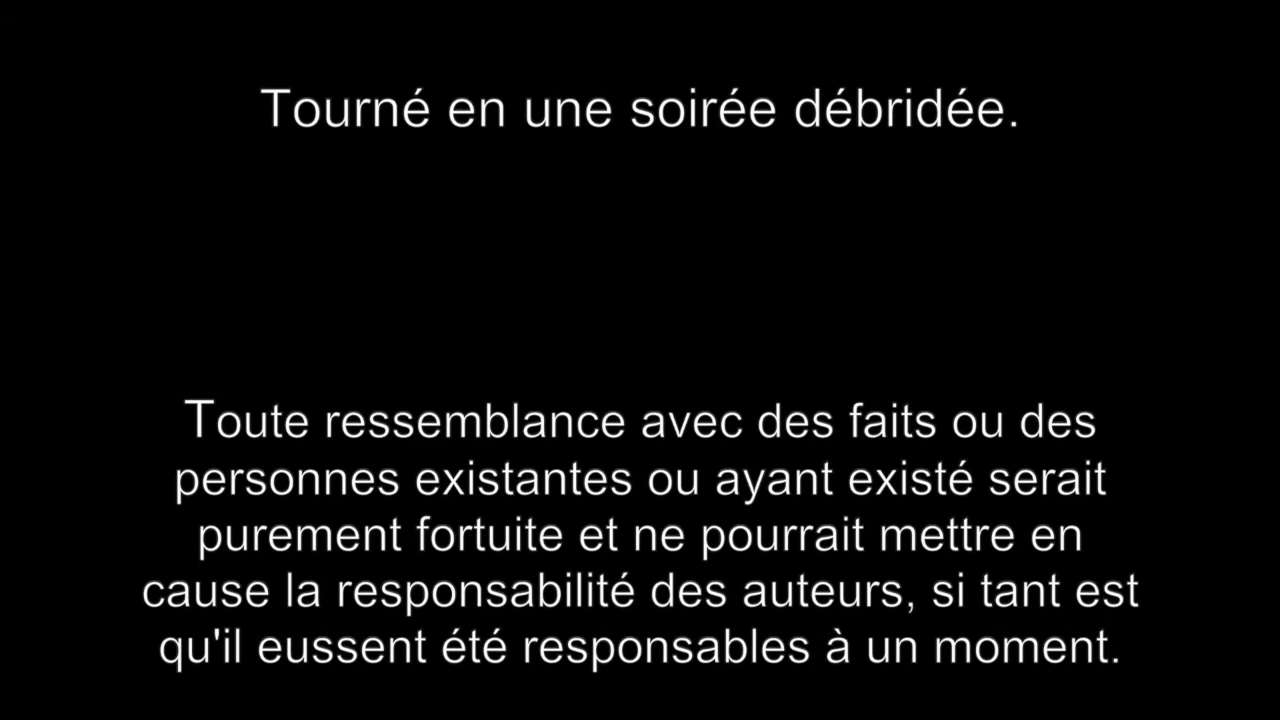 Tourné en une soirée débridée.
Toute ressemblance avec des faits ou des
personnes existantes ou ayant existé serait
purement fortuite et ne pourrait mettre en
cause la responsabilité des auteurs, si tant est
qu'il eussent été responsables à un moment.